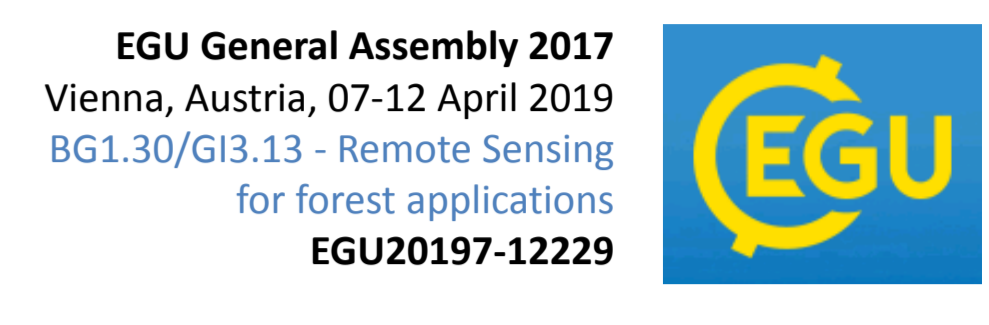 EGU General Assembly 2017
Vienna, Austria, 07-12 April 2019
BG1.30/GI3.13 - Remote Sensing
for forest applications
EGU20197-12229
EGU